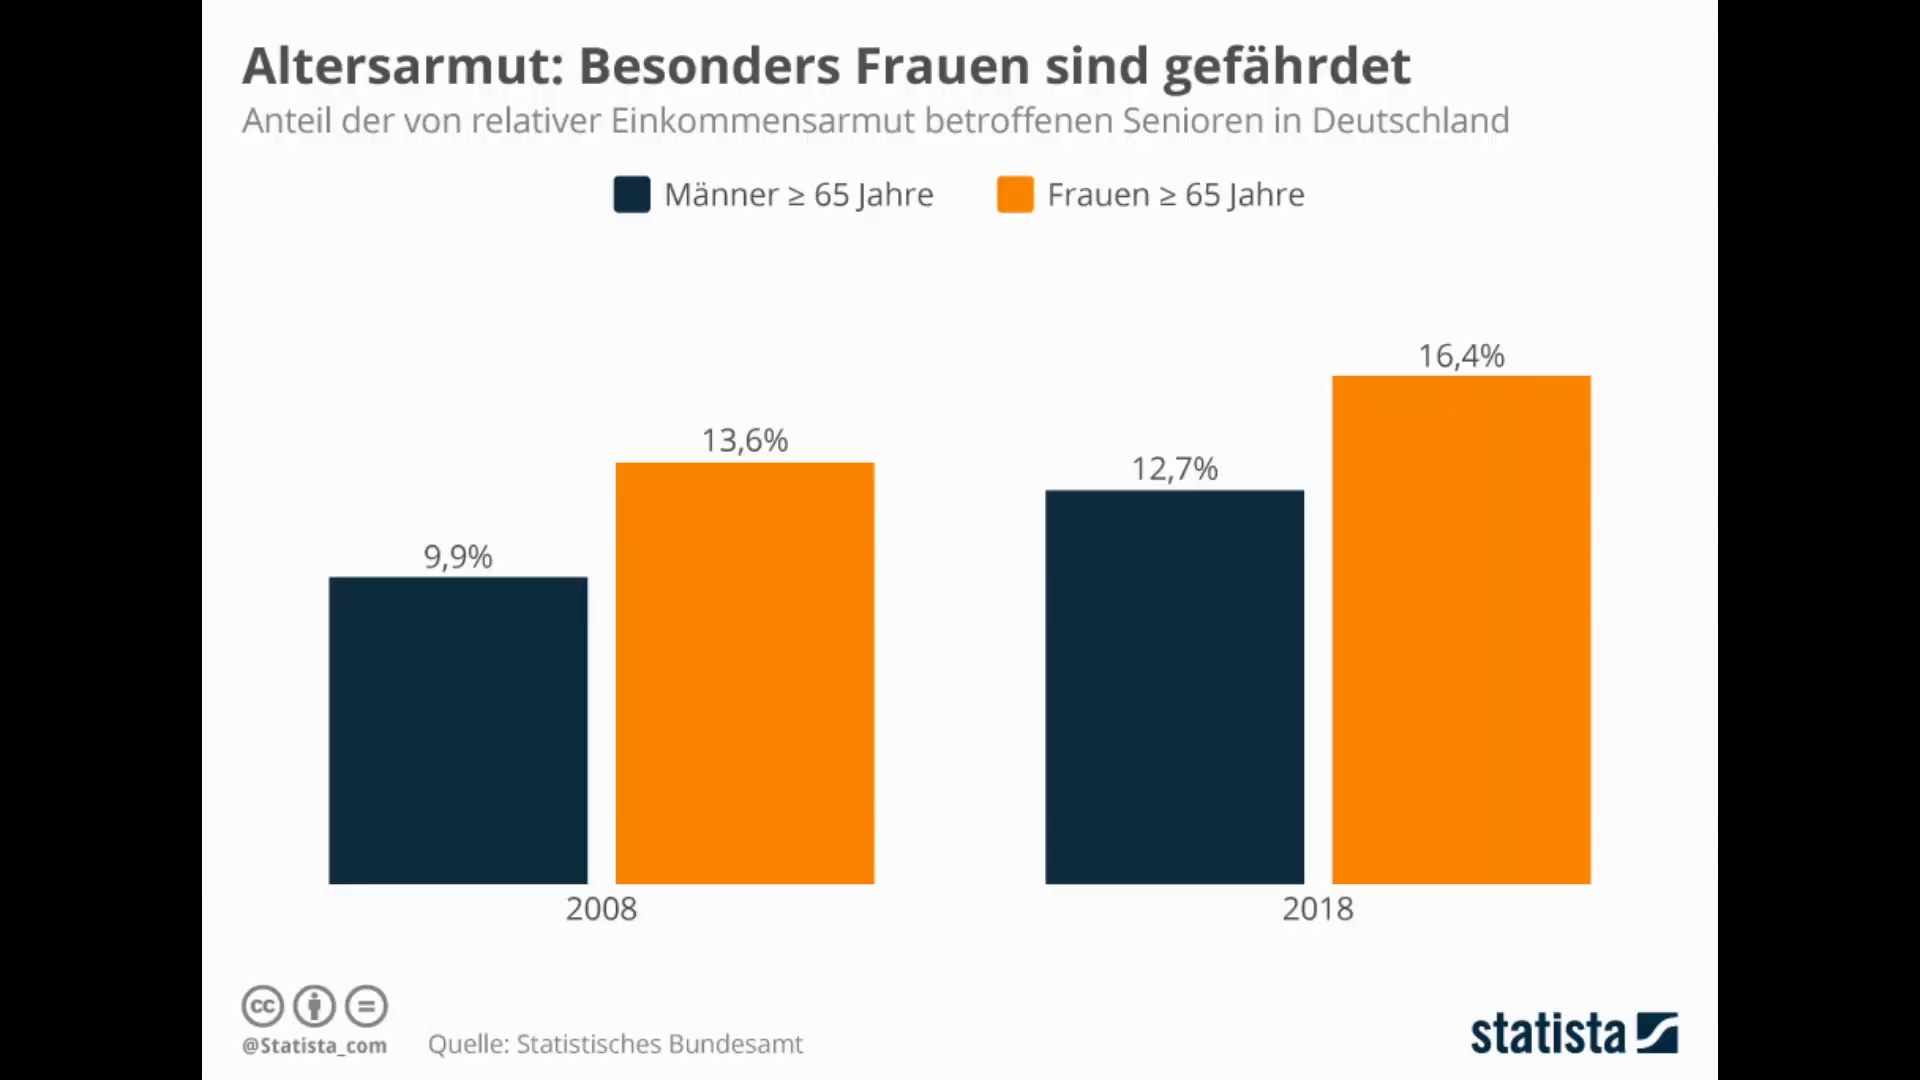 Altersarmut: Besonders Frauen sind gefährdet
Anteil der von relativer Einkommensarmut betroffenen Senioren in Deutschland
Männer ≥ 65 Jahre Frauen ≥ 65 Jahre
9,9%
13,6%
12,7%
16,4%
2008 2018
cc
@Statista_com
Quelle: Statistisches Bundesamt
statista